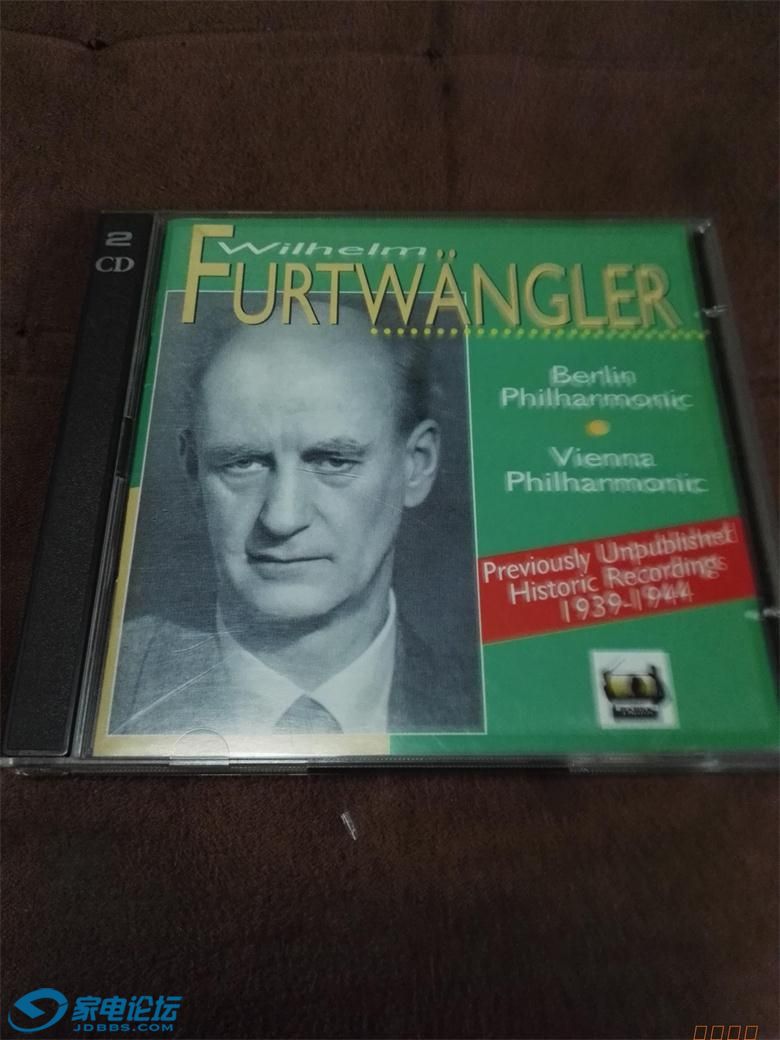 2
CD
Wilhelm
FURTWÄNGLER
Berlin
Philharmonic
Vienna
Philharmonic
Previously Unpublished
Historic Recordings
1939-1944
家电论坛
JDBBS.COM